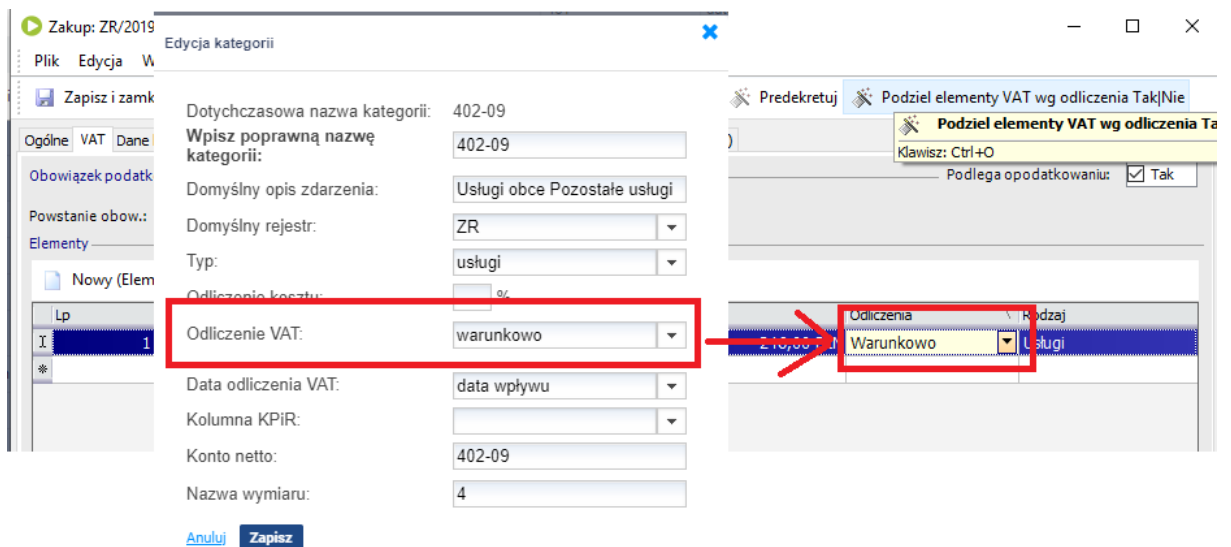 Zakup: ZR/2019
Plik Edycja W
Zapisz i zamk
Predekretuj Podziel elementy VAT wg odliczenia Tak|Nie
Podziel elementy VAT wg odliczenia Ta
Klawisz: Ctrl+O
Ogólne VAT Dane
Obowiązek podatk
Podlega opodatkowaniu: Tak
Powstanie obow.:
Elementy
Nowy (Elem
Lp Odliczenia Rodzaj
1 Warunkowo Usługi
Edycja kategorii
Dotychczasowa nazwa kategorii: 402-09
Wpisz poprawną nazwę
kategorii: 402-09
Domyślny opis zdarzenia: Usługi obce Pozostałe usługi
Domyślny rejestr: ZR
Typ: usługi
Odliczenie kosztu: %
Odliczenie VAT: warunkowo
Data odliczenia VAT: data wpływu
Kolumna KPiR:
Konto netto: 402-09
Nazwa wymiaru: 4
Anuluj Zapisz